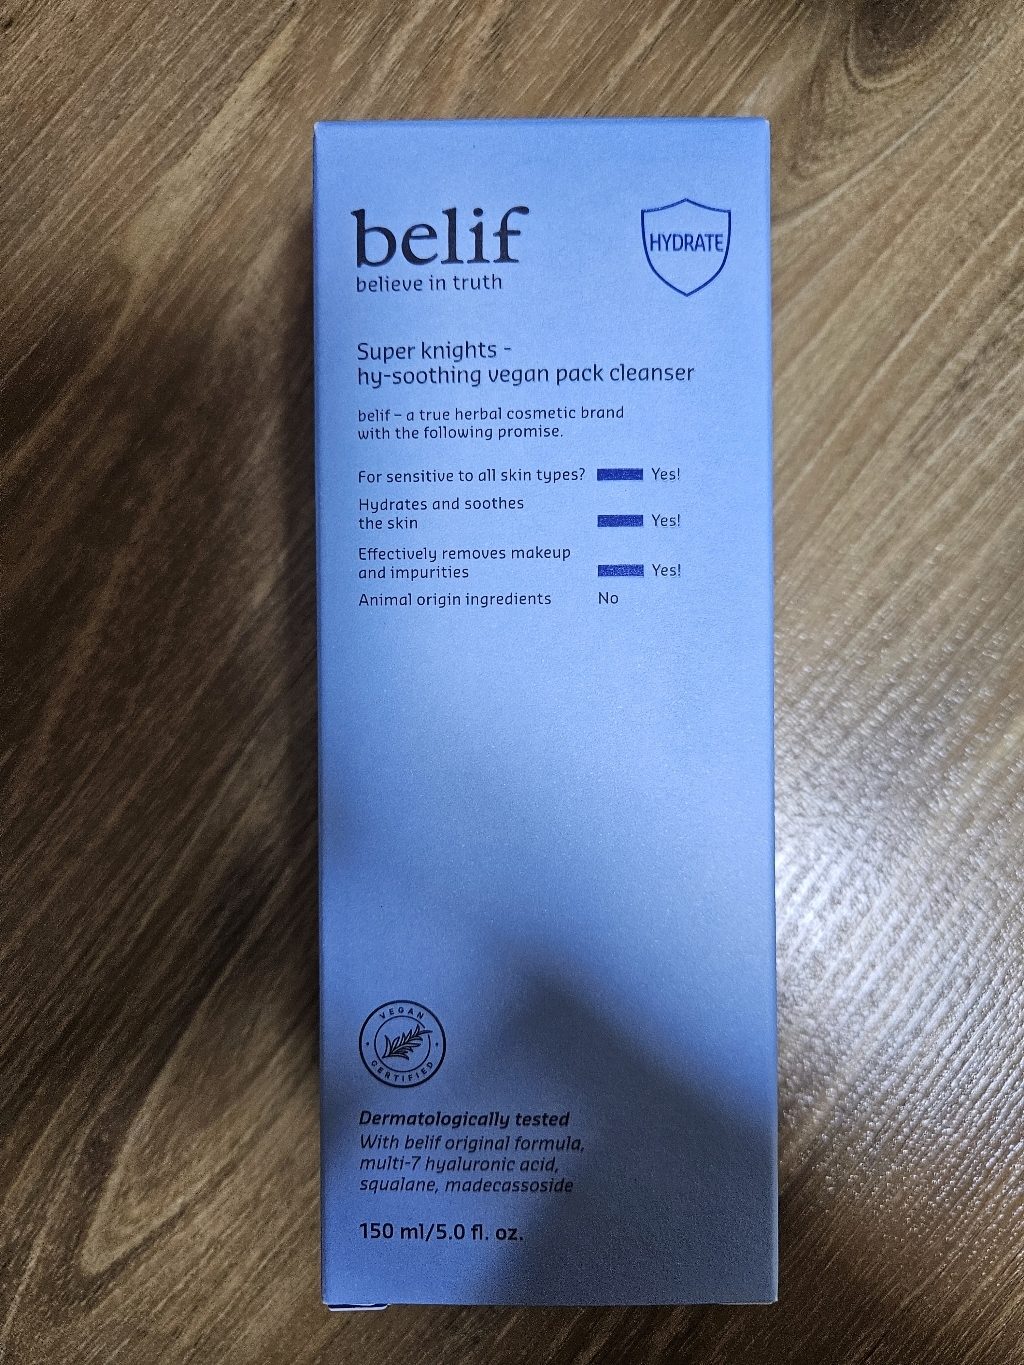 belif
believe in truth
HYDRATE
Super knights -
hy-soothing vegan pack cleanser
belif – a true herbal cosmetic brand
with the following promise.
For sensitive to all skin types? Yes!
Hydrates and soothes
the skin Yes!
Effectively removes makeup
and impurities Yes!
Animal origin ingredients No
VEGAN
CERTIFIED
Dermatologically tested
With belif original formula,
multi-7 hyaluronic acid,
squalane, madecassoside
150 ml/5.0 fl. oz.